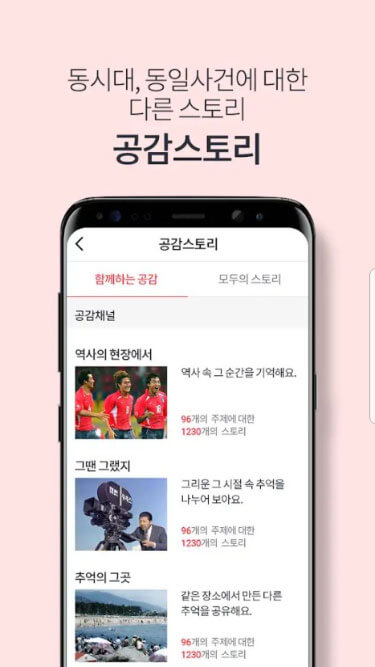 동시대, 동일사건에 대한
다른 스토리
공감스토리
공감스토리
함께하는 공감
모두의 스토리
공감채널
역사의 현장에서
역사 속 그 순간을 기억해요.
96개의 주제에 대한
1230개의 스토리
그땐 그랬지
그리운 그 시절 속 추억을
나누어 보아요.
96개의 주제에 대한
1230개의 스토리
추억의 그곳
같은 장소에서 만든 다른
추억을 공유해요.
96개의 주제에 대한
1230개의 스토리